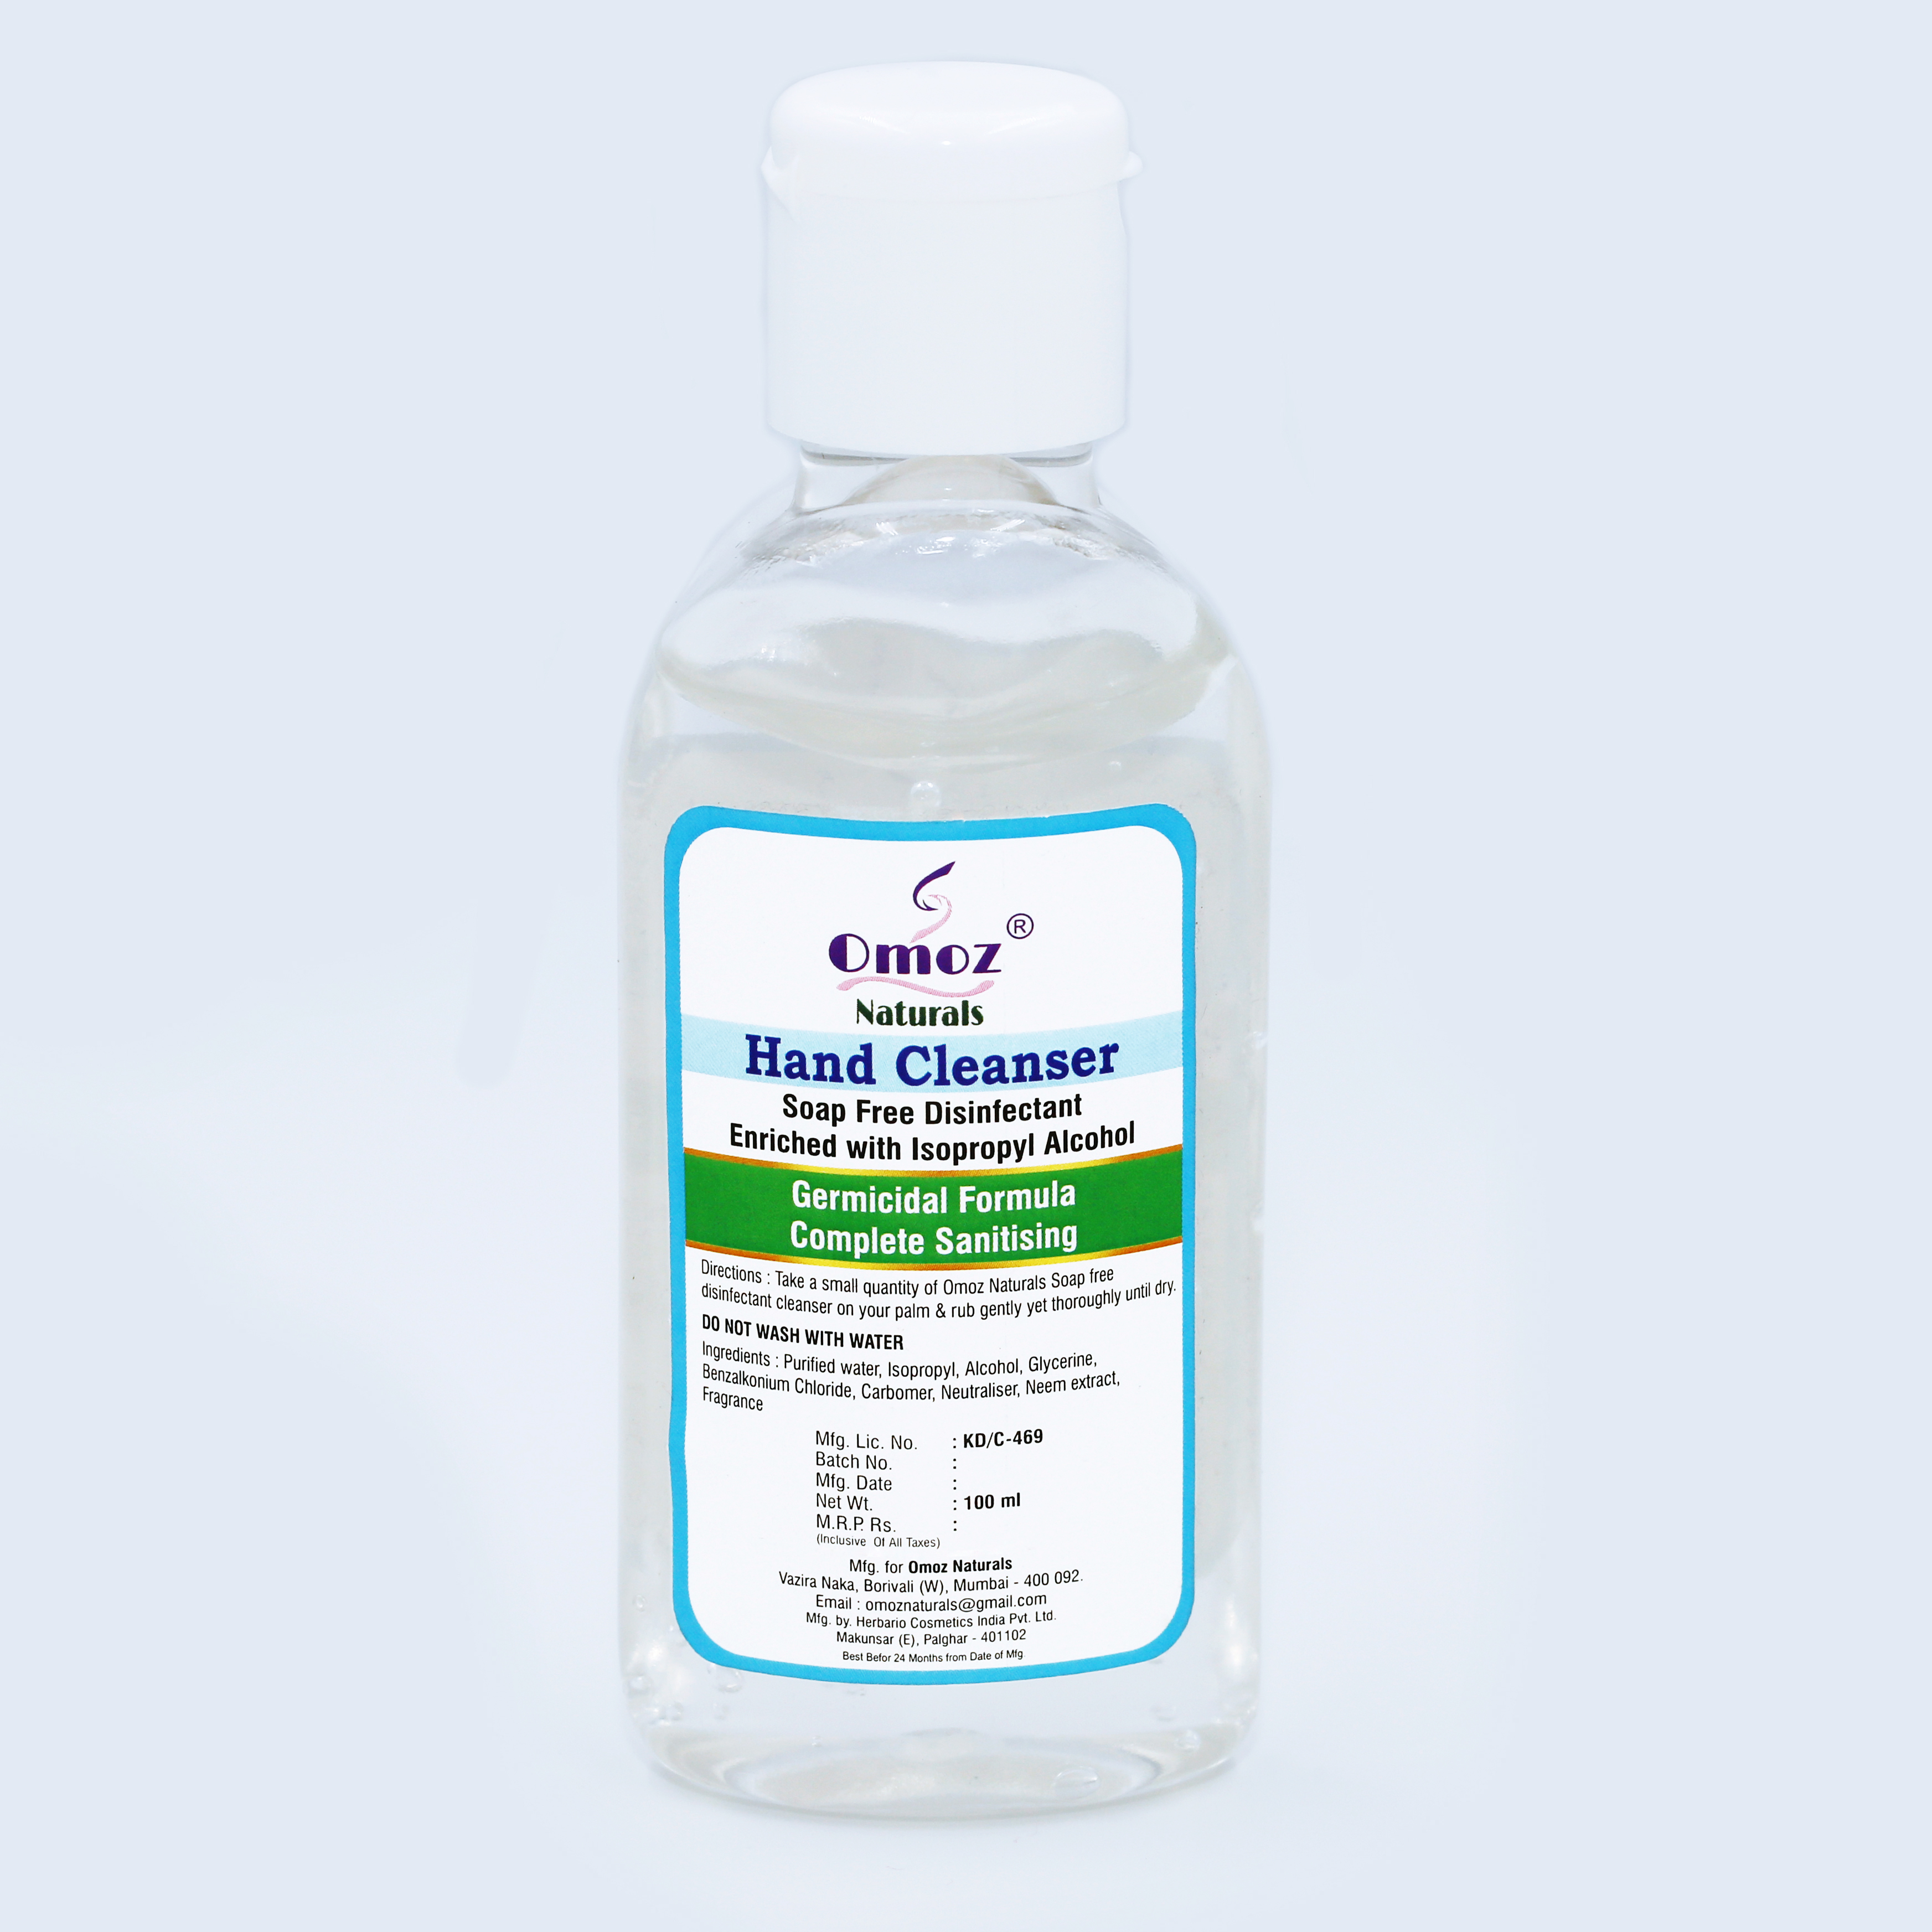 Omoz ®
Naturals
Hand Cleanser
Soap Free Disinfectant
Enriched with Isopropyl Alcohol
Germicidal Formula
Complete Sanitising
Directions : Take a small quantity of Omoz Naturals Soap free
disinfectant cleanser on your palm & rub gently yet thoroughly until dry.
DO NOT WASH WITH WATER
Ingredients : Purified water, Isopropyl, Alcohol, Glycerine,
Benzalkonium Chloride, Carbomer, Neutraliser, Neem extract,
Fragrance
Mfg. Lic. No. : KD/C-469
Batch No. :
Mfg. Date :
Net Wt. : 100 ml
M.R.P. Rs. :
(Inclusive Of All Taxes)
Mfg. for Omoz Naturals
Vazira Naka, Borivali (W), Mumbai - 400 092.
Email : omoznaturals@gmail.com
Mfg. by. Herbario Cosmetics India Pvt. Ltd.
Makunsar (E), Palghar - 401102
Best Befor 24 Months from Date of Mfg.